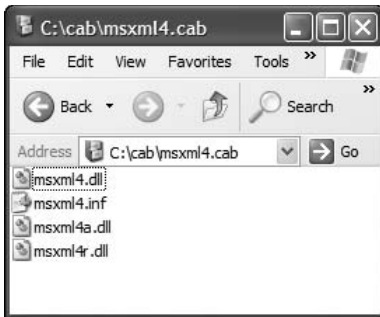 C:\cab\msxml4.cab
File Edit View Favorites Tools »
Back Search »
Address C:\cab\msxml4.cab Go
msxml4.dll
msxml4.inf
msxml4a.dll
msxml4r.dll